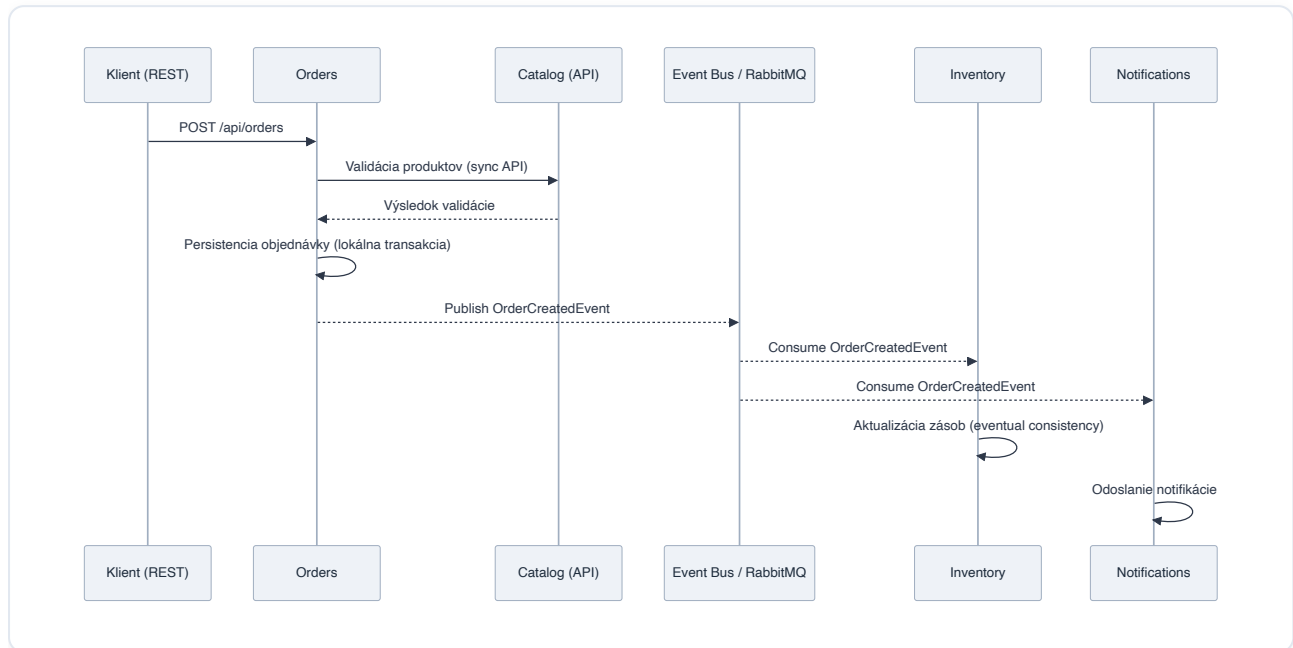 Klient (REST)
Orders
Catalog (API)
Event Bus / RabbitMQ
Inventory
Notifications
POST /api/orders
Validácia produktov (sync API)
Výsledok validácie
Persistencia objednávky (lokálna transakcia)
Publish OrderCreatedEvent
Consume OrderCreatedEvent
Consume OrderCreatedEvent
Aktualizácia zásob (eventual consistency)
Odoslanie notifikácie
Klient (REST)
Orders
Catalog (API)
Event Bus / RabbitMQ
Inventory
Notifications